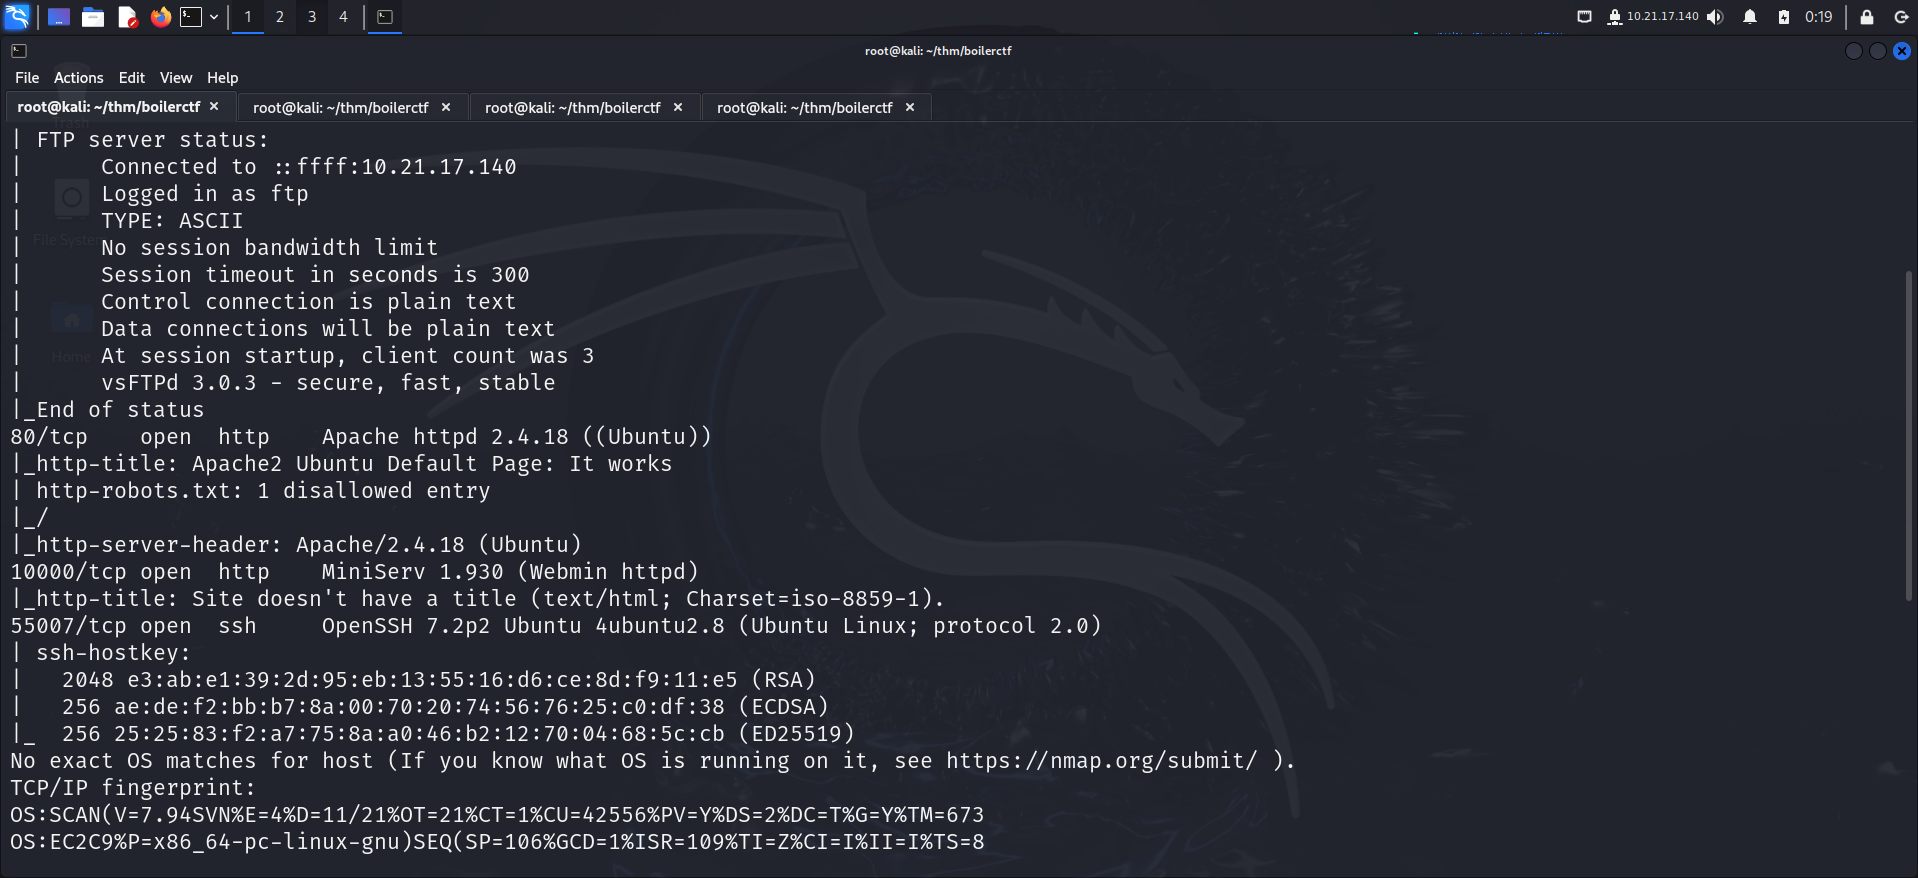 1 2 3 4
10.21.17.140
0:19
root@kali: ~/thm/boilerctf
File Actions Edit View Help
root@kali: ~/thm/boilerctf × root@kali: ~/thm/boilerctf × root@kali: ~/thm/boilerctf × root@kali: ~/thm/boilerctf ×
| FTP server status:
|      Connected to ::ffff:10.21.17.140
|      Logged in as ftp
|      TYPE: ASCII
File System
|      No session bandwidth limit
|      Session timeout in seconds is 300
|      Control connection is plain text
|      Data connections will be plain text
|      At session startup, client count was 3
Home
|      vsFTPd 3.0.3 - secure, fast, stable
|_End of status
80/tcp    open  http    Apache httpd 2.4.18 ((Ubuntu))
|_http-title: Apache2 Ubuntu Default Page: It works
| http-robots.txt: 1 disallowed entry
|_/
|_http-server-header: Apache/2.4.18 (Ubuntu)
10000/tcp open  http    MiniServ 1.930 (Webmin httpd)
|_http-title: Site doesn't have a title (text/html; Charset=iso-8859-1).
55007/tcp open  ssh     OpenSSH 7.2p2 Ubuntu 4ubuntu2.8 (Ubuntu Linux; protocol 2.0)
| ssh-hostkey:
|   2048 e3:ab:e1:39:2d:95:eb:13:55:16:d6:ce:8d:f9:11:e5 (RSA)
|   256 ae:de:f2:bb:b7:8a:00:70:20:74:56:76:25:c0:df:38 (ECDSA)
|_  256 25:25:83:f2:a7:75:8a:a0:46:b2:12:70:04:68:5c:cb (ED25519)
No exact OS matches for host (If you know what OS is running on it, see https://nmap.org/submit/ ).
TCP/IP fingerprint:
OS:SCAN(V=7.94SVN%E=4%D=11/21%OT=21%CT=1%CU=42556%PV=Y%DS=2%DC=T%G=Y%TM=673
OS:EC2C9%P=x86_64-pc-linux-gnu)SEQ(SP=106%GCD=1%ISR=109%TI=Z%CI=I%II=I%TS=8